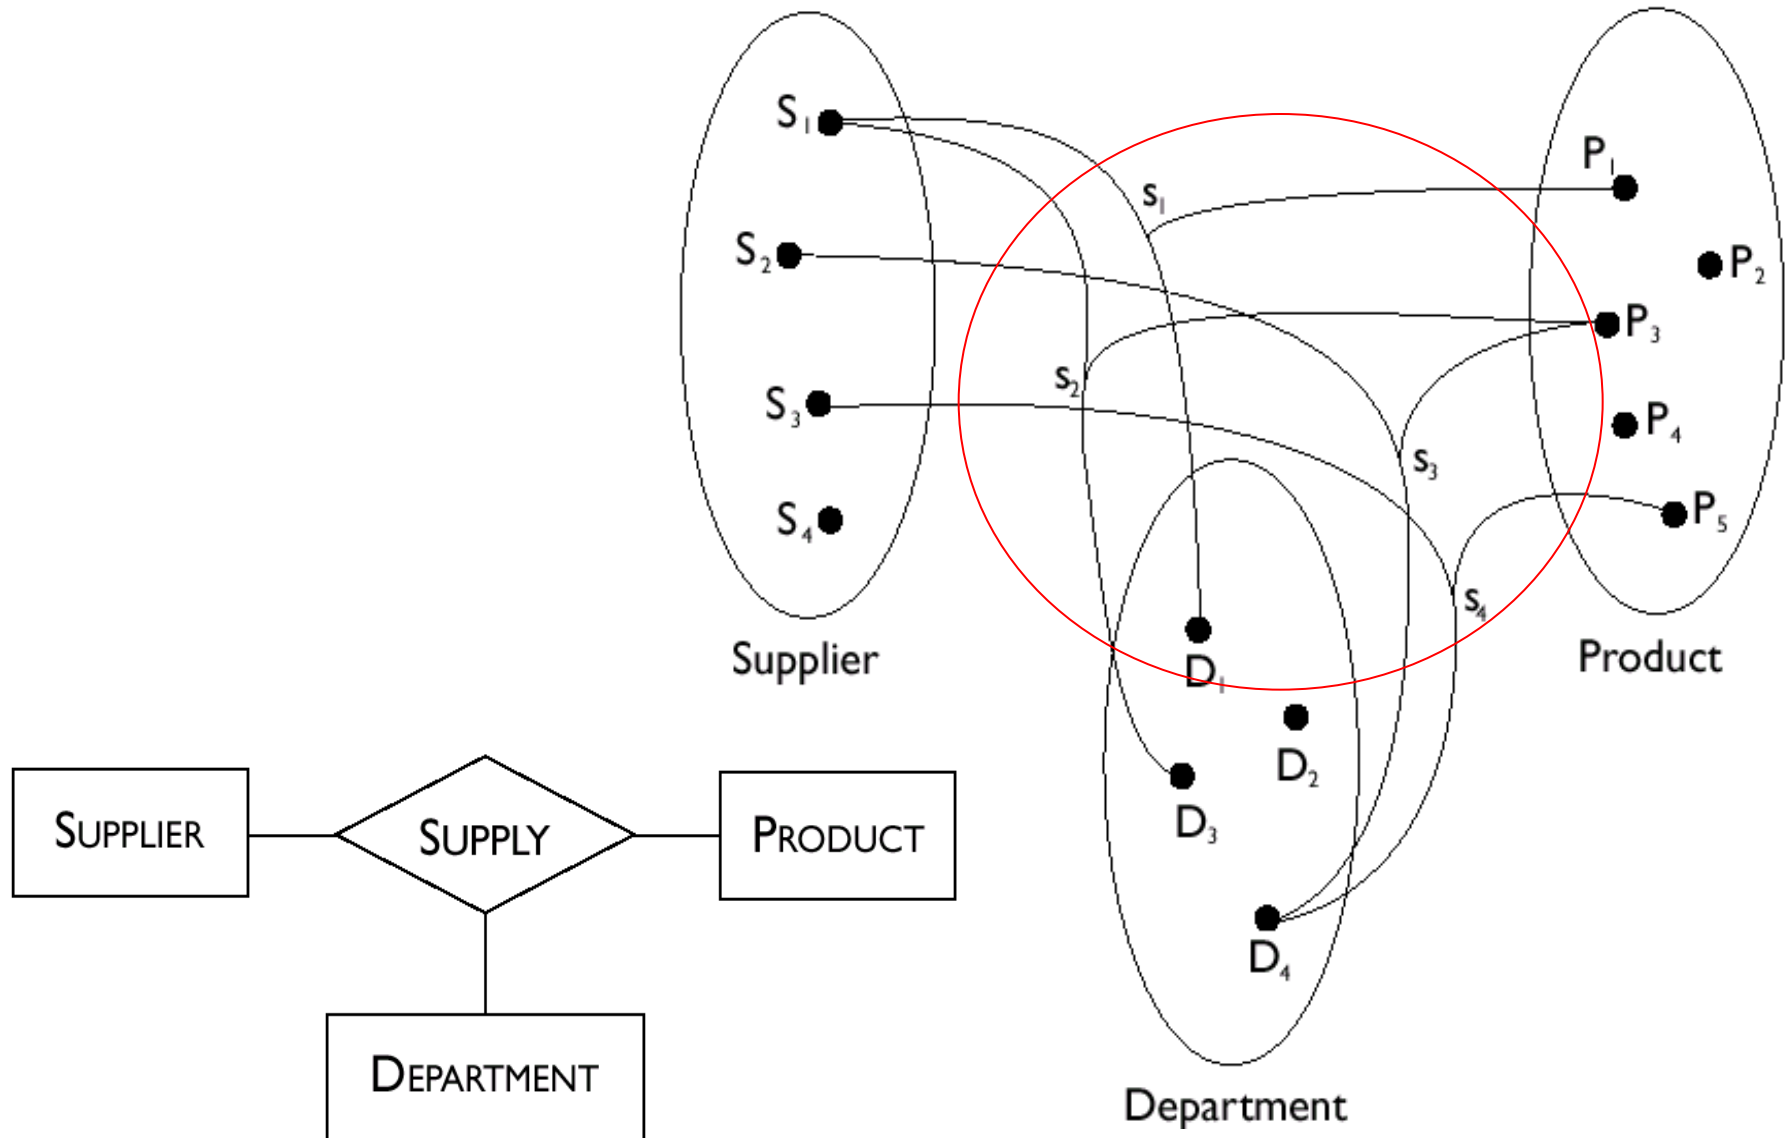 S₁
P₁
s₁
S₂
P₂
P₃
s₂
S₃
P₄
s₃
S₄
P₅
s₄
Supplier
Product
D₁
D₂
D₃
D₄
Department
SUPPLIER
SUPPLY
PRODUCT
DEPARTMENT